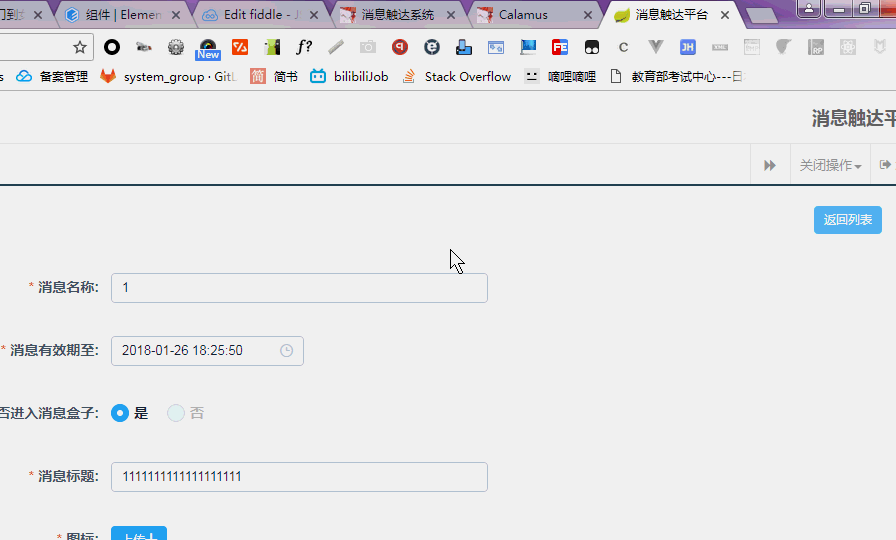 组件 | Elemen
Edit fiddle - J
消息触达系统
Calamus
消息触达平台
New
f?
FE
C
JH
XML
RP
s
备案管理
system_group · GitL
简 简书
bilibiliJob
Stack Overflow
嘀哩嘀哩
教育部考试中心---日
消息触达平
关闭操作
返回列表
* 消息名称: 1
* 消息有效期至: 2018-01-26 18:25:50
否进入消息盒子: 是 否
* 消息标题: 1111111111111111111
* 图标: 上传